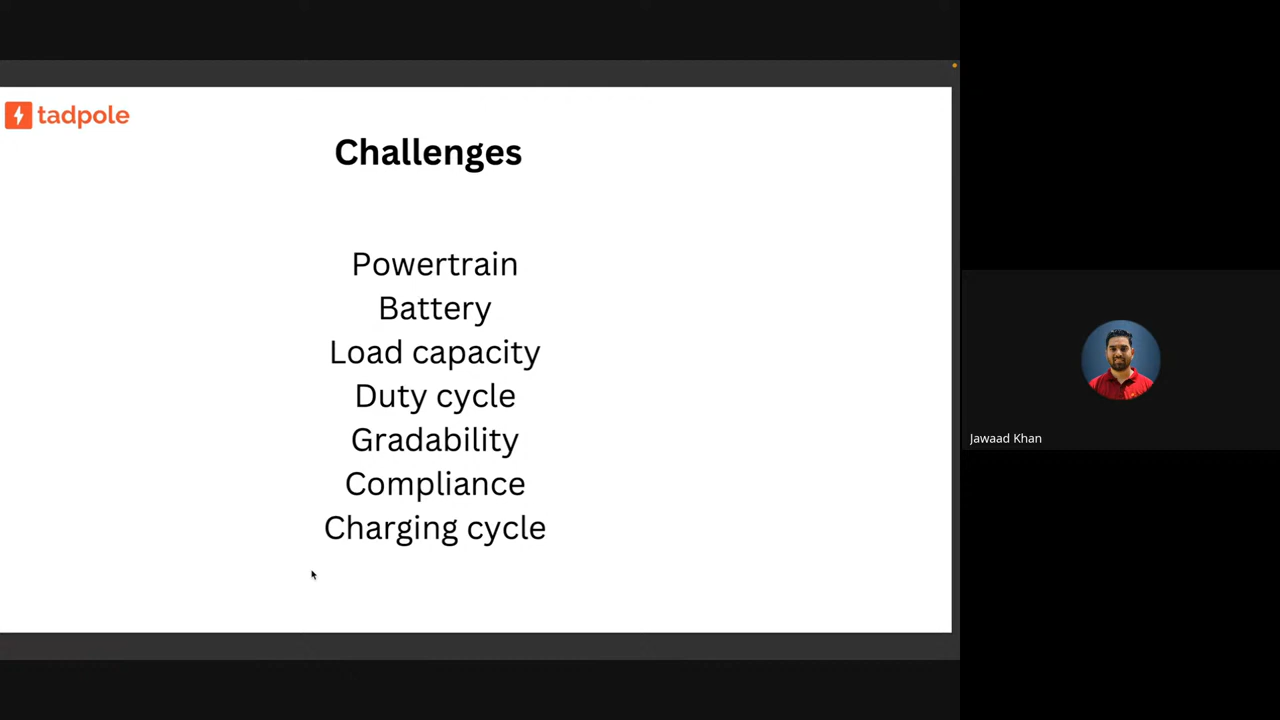 tadpole
Challenges
Powertrain
Battery
Load capacity
Duty cycle
Gradability
Compliance
Charging cycle
Jawaad Khan